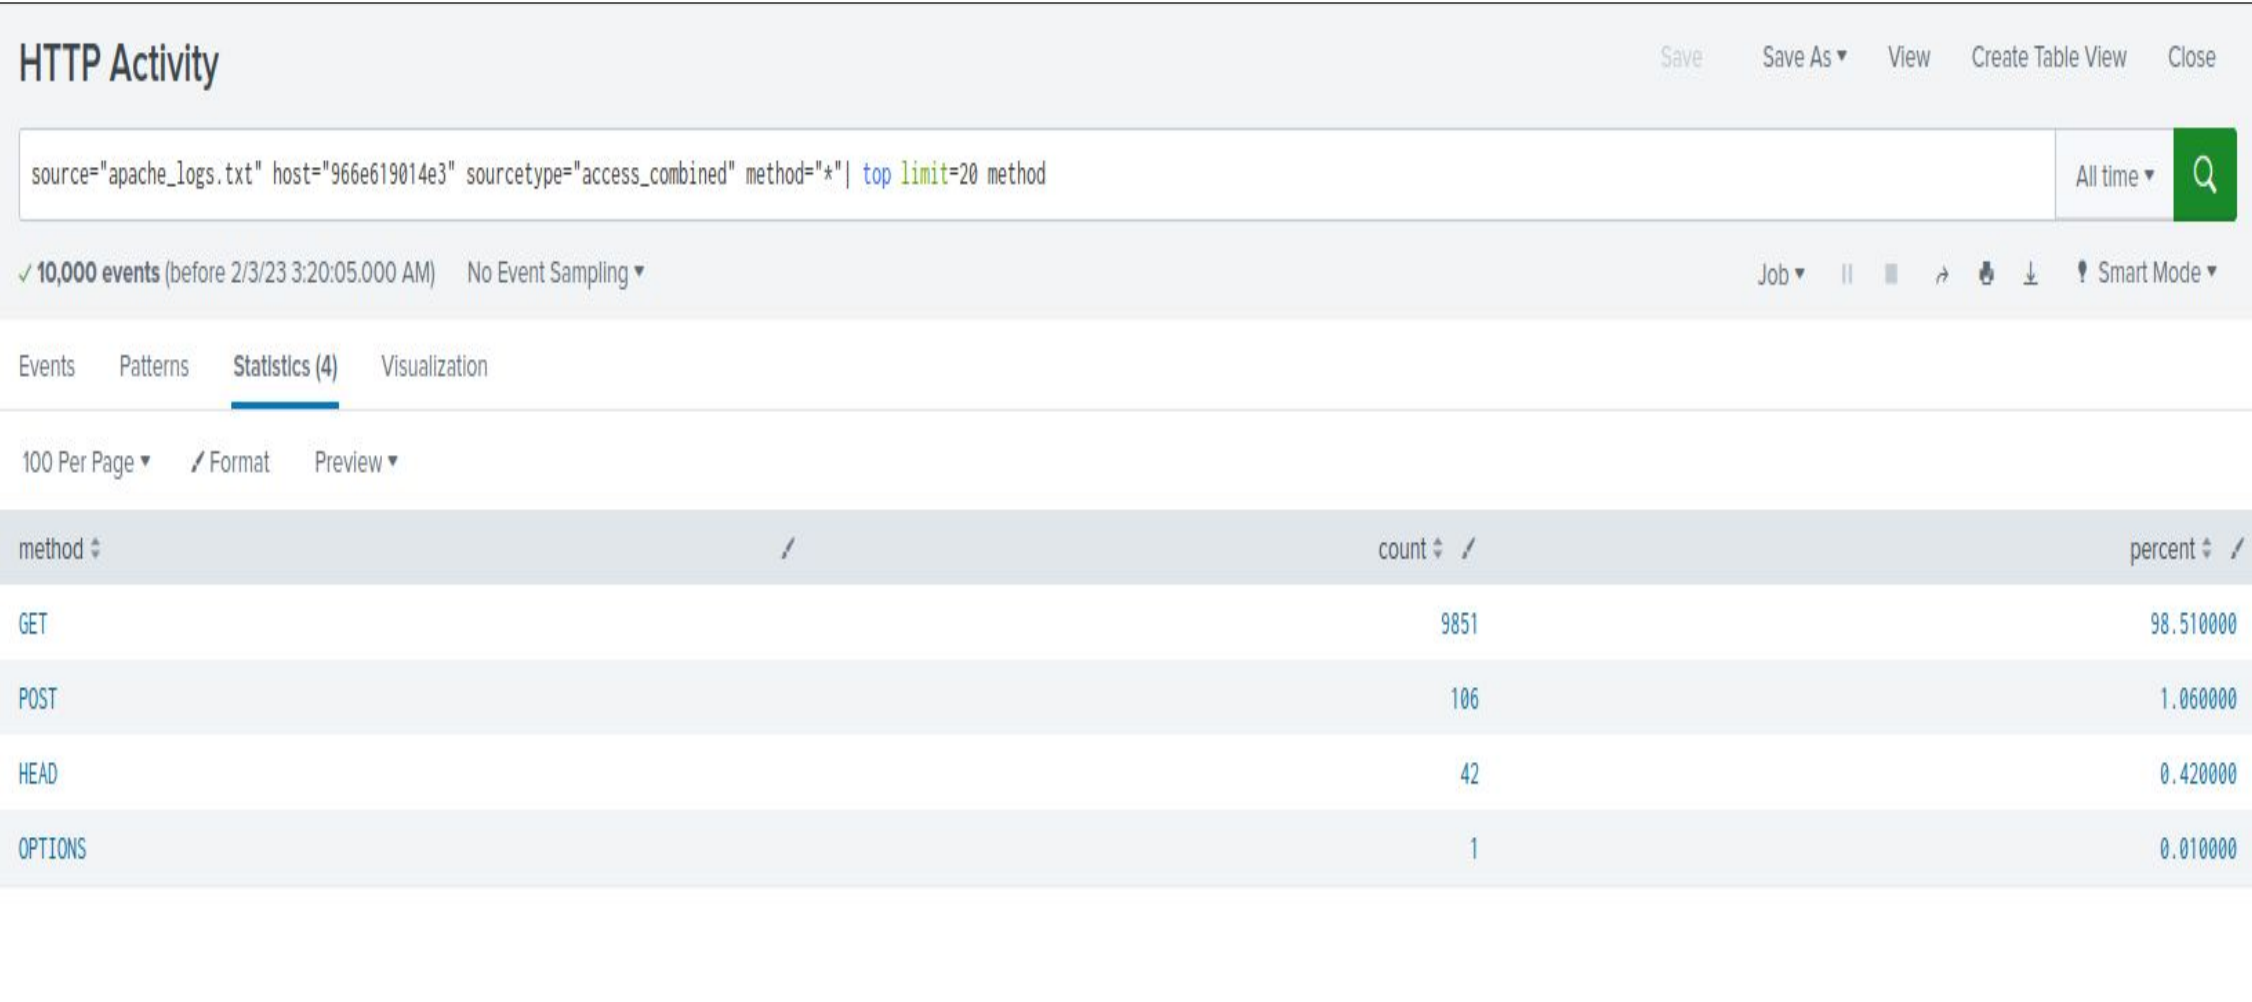 HTTP Activity Save Save As View Create Table View Close
source="apache_logs.txt" host="966e619014e3" sourcetype="access_combined" method="*"| top limit=20 method All time
10,000 events (before 2/3/23 3:20:05.000 AM) No Event Sampling Job Smart Mode
Events Patterns Statistics (4) Visualization
100 Per Page Format Preview
method count percent
GET 9851 98.510000
POST 106 1.060000
HEAD 42 0.420000
OPTIONS 1 0.010000